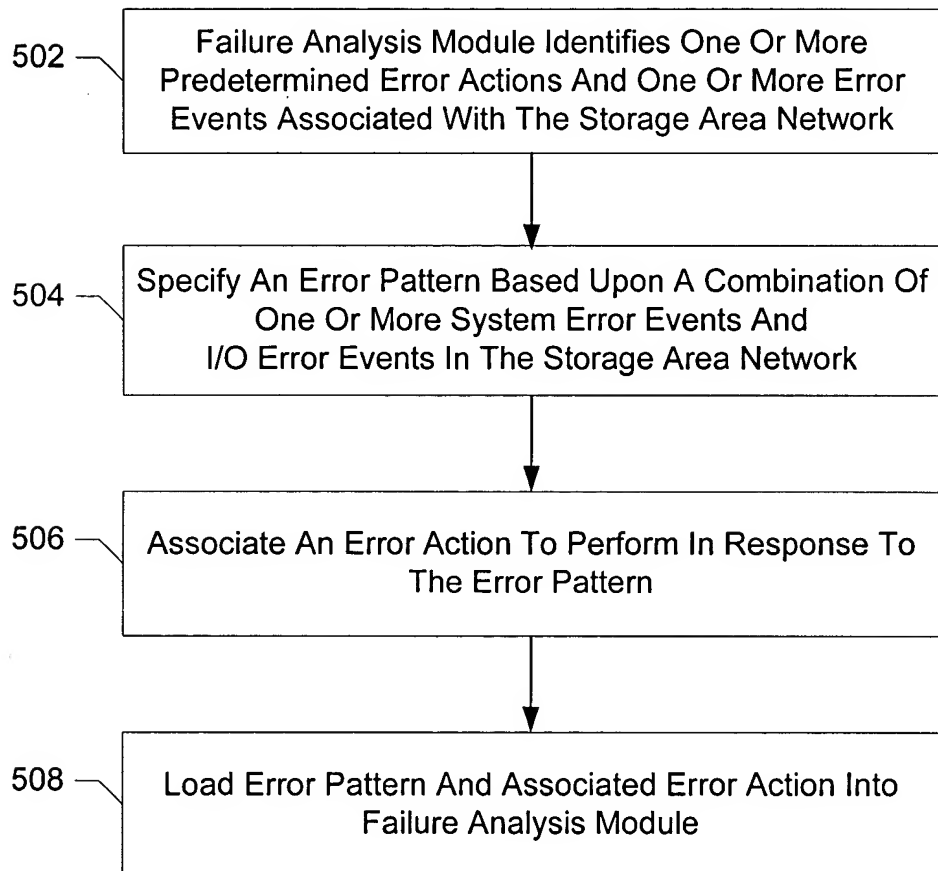 502
Failure Analysis Module Identifies One Or More
Predetermined Error Actions And One Or More Error
Events Associated With The Storage Area Network
504
Specify An Error Pattern Based Upon A Combination Of
One Or More System Error Events And
I/O Error Events In The Storage Area Network
506
Associate An Error Action To Perform In Response To
The Error Pattern
508
Load Error Pattern And Associated Error Action Into
Failure Analysis Module